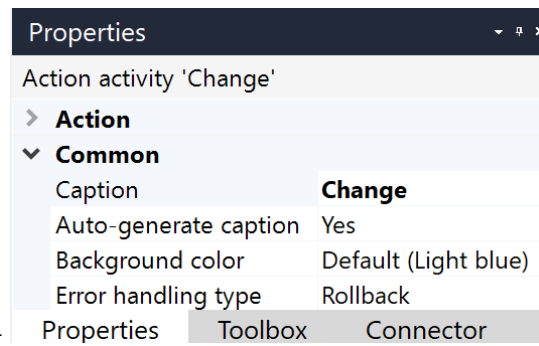 Properties
Action activity 'Change'
Action
Common
Caption Change
Auto-generate caption Yes
Background color Default (Light blue)
Error handling type Rollback
Properties Toolbox Connector